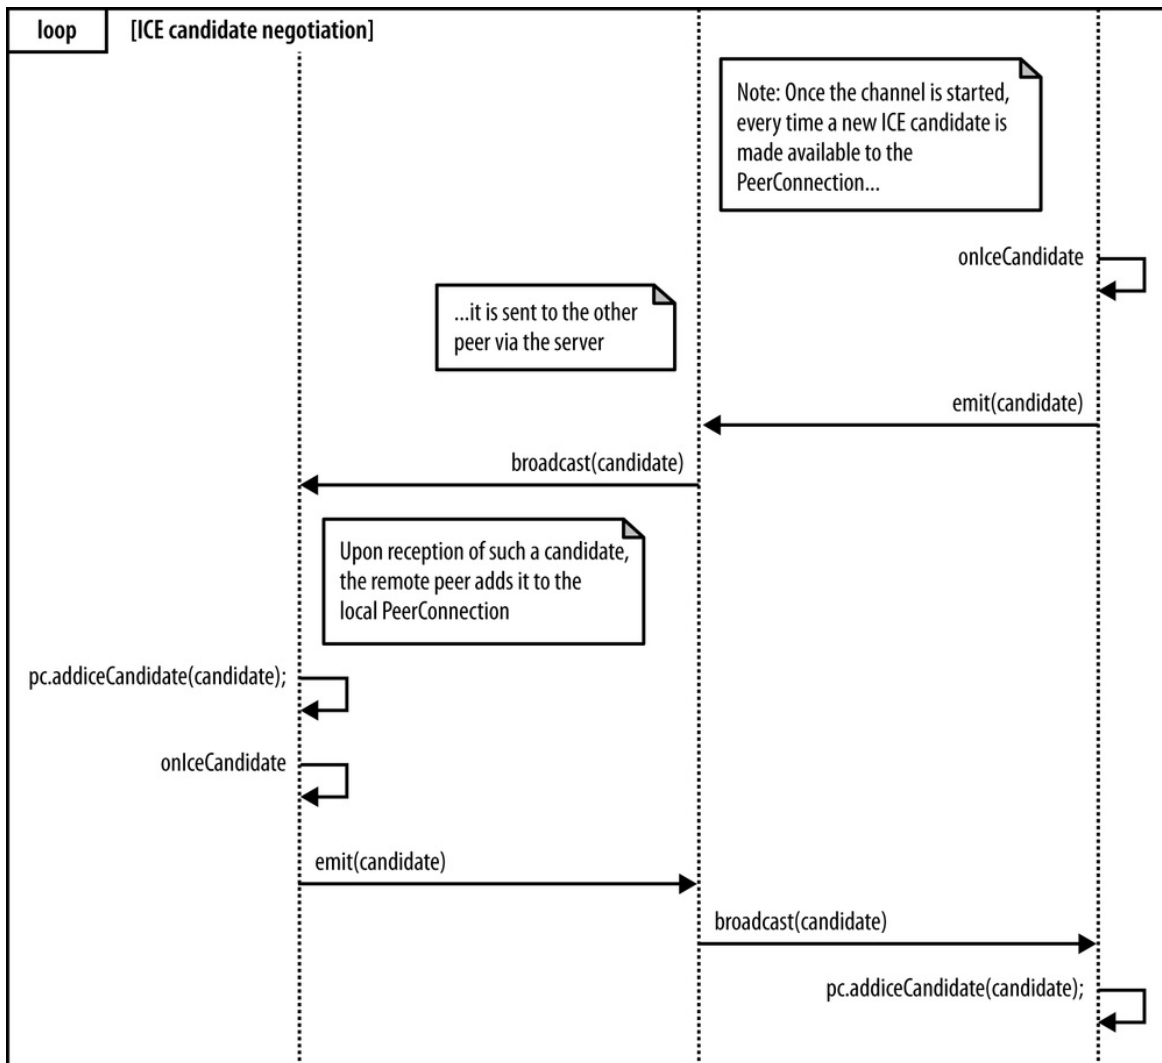 loop [ICE candidate negotiation]
Note: Once the channel is started,
every time a new ICE candidate is
made available to the
PeerConnection...
onIceCandidate
...it is sent to the other
peer via the server
emit(candidate)
broadcast(candidate)
Upon reception of such a candidate,
the remote peer adds it to the
local PeerConnection
pc.addiceCandidate(candidate);
onIceCandidate
emit(candidate)
broadcast(candidate)
pc.addiceCandidate(candidate);